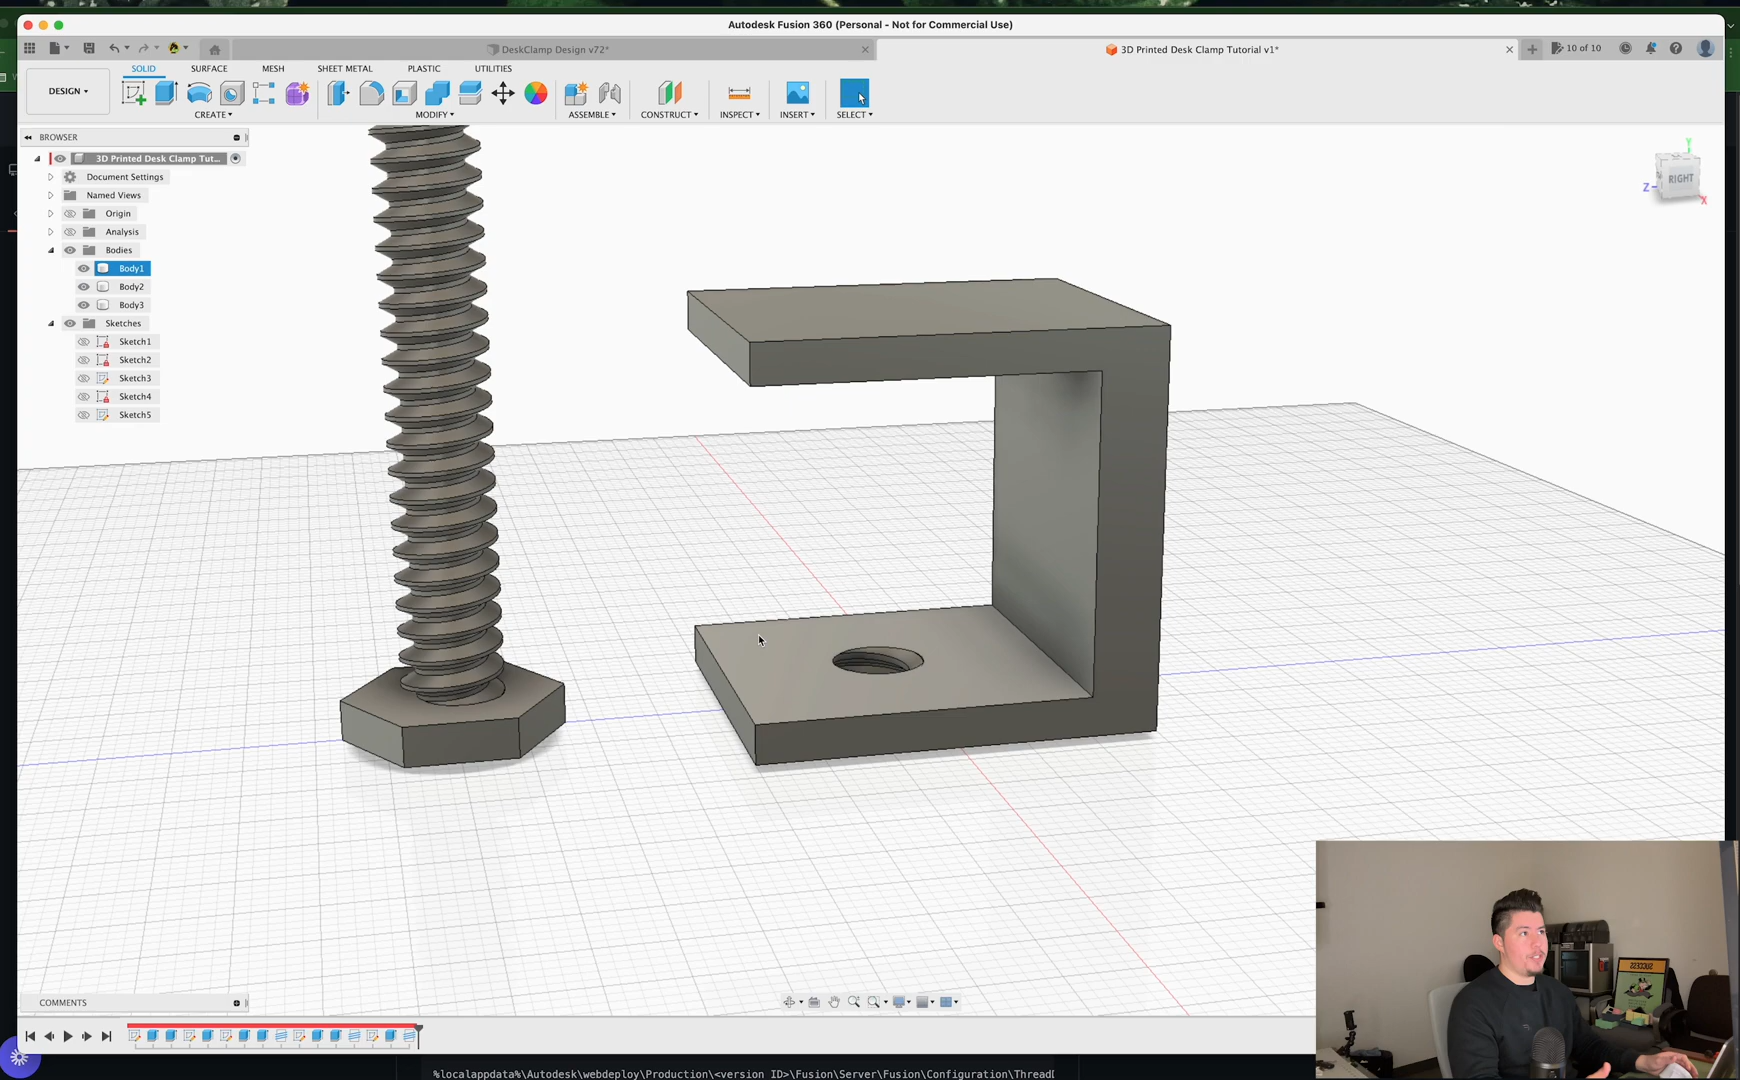 Autodesk Fusion 360 (Personal - Not for Commercial Use)
DeskClamp Design v72*
3D Printed Desk Clamp Tutorial v1*
10 of 10
DESIGN
SOLID
SURFACE
MESH
SHEET METAL
PLASTIC
UTILITIES
CREATE
MODIFY
ASSEMBLE
CONSTRUCT
INSPECT
INSERT
SELECT
BROWSER
3D Printed Desk Clamp Tut...
Document Settings
Named Views
Origin
Analysis
Bodies
Body1
Body2
Body3
Sketches
Sketch1
Sketch2
Sketch3
Sketch4
Sketch5
Y
RIGHT
Z
X
COMMENTS
%localappdata%\Autodesk\webdeploy\Production\<version ID>\Fusion\Server\Fusion\Configuration\Thread